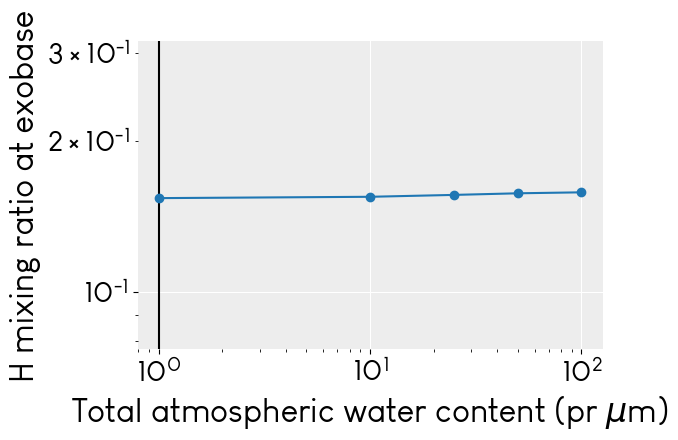 H mixing ratio at exobase
3 × 10⁻¹
2 × 10⁻¹
10⁻¹
10⁰ 10¹ 10²
Total atmospheric water content (pr μm)